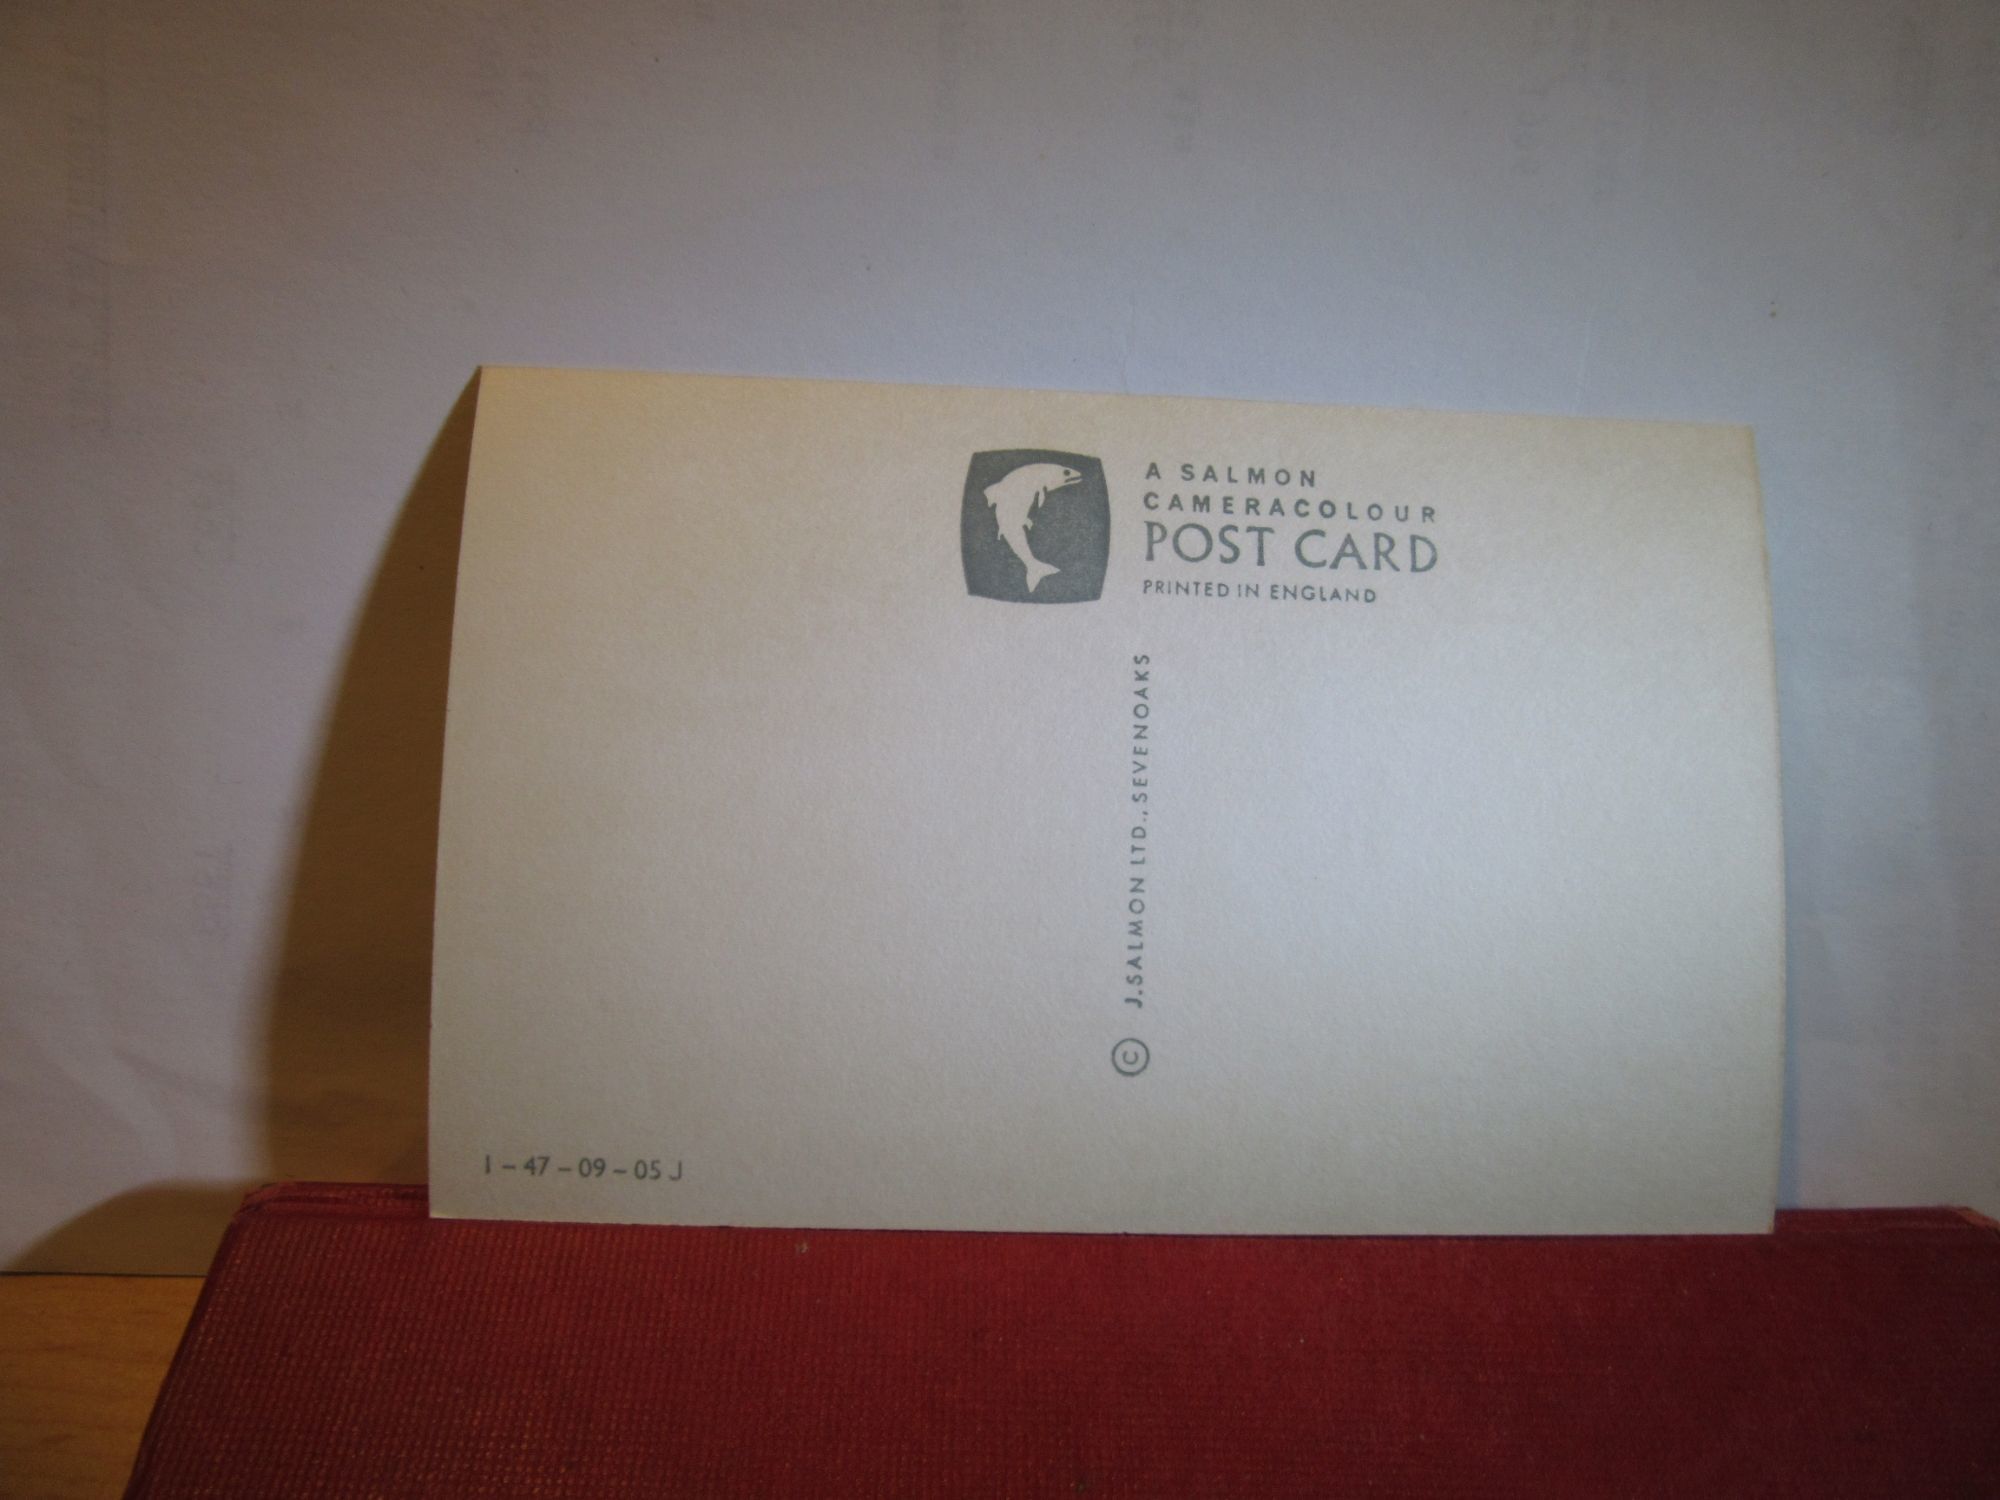 A SALMON
CAMERACOLOUR
POST CARD
PRINTED IN ENGLAND
© J. SALMON LTD., SEVENOAKS
1 – 47 – 09 – 05 J